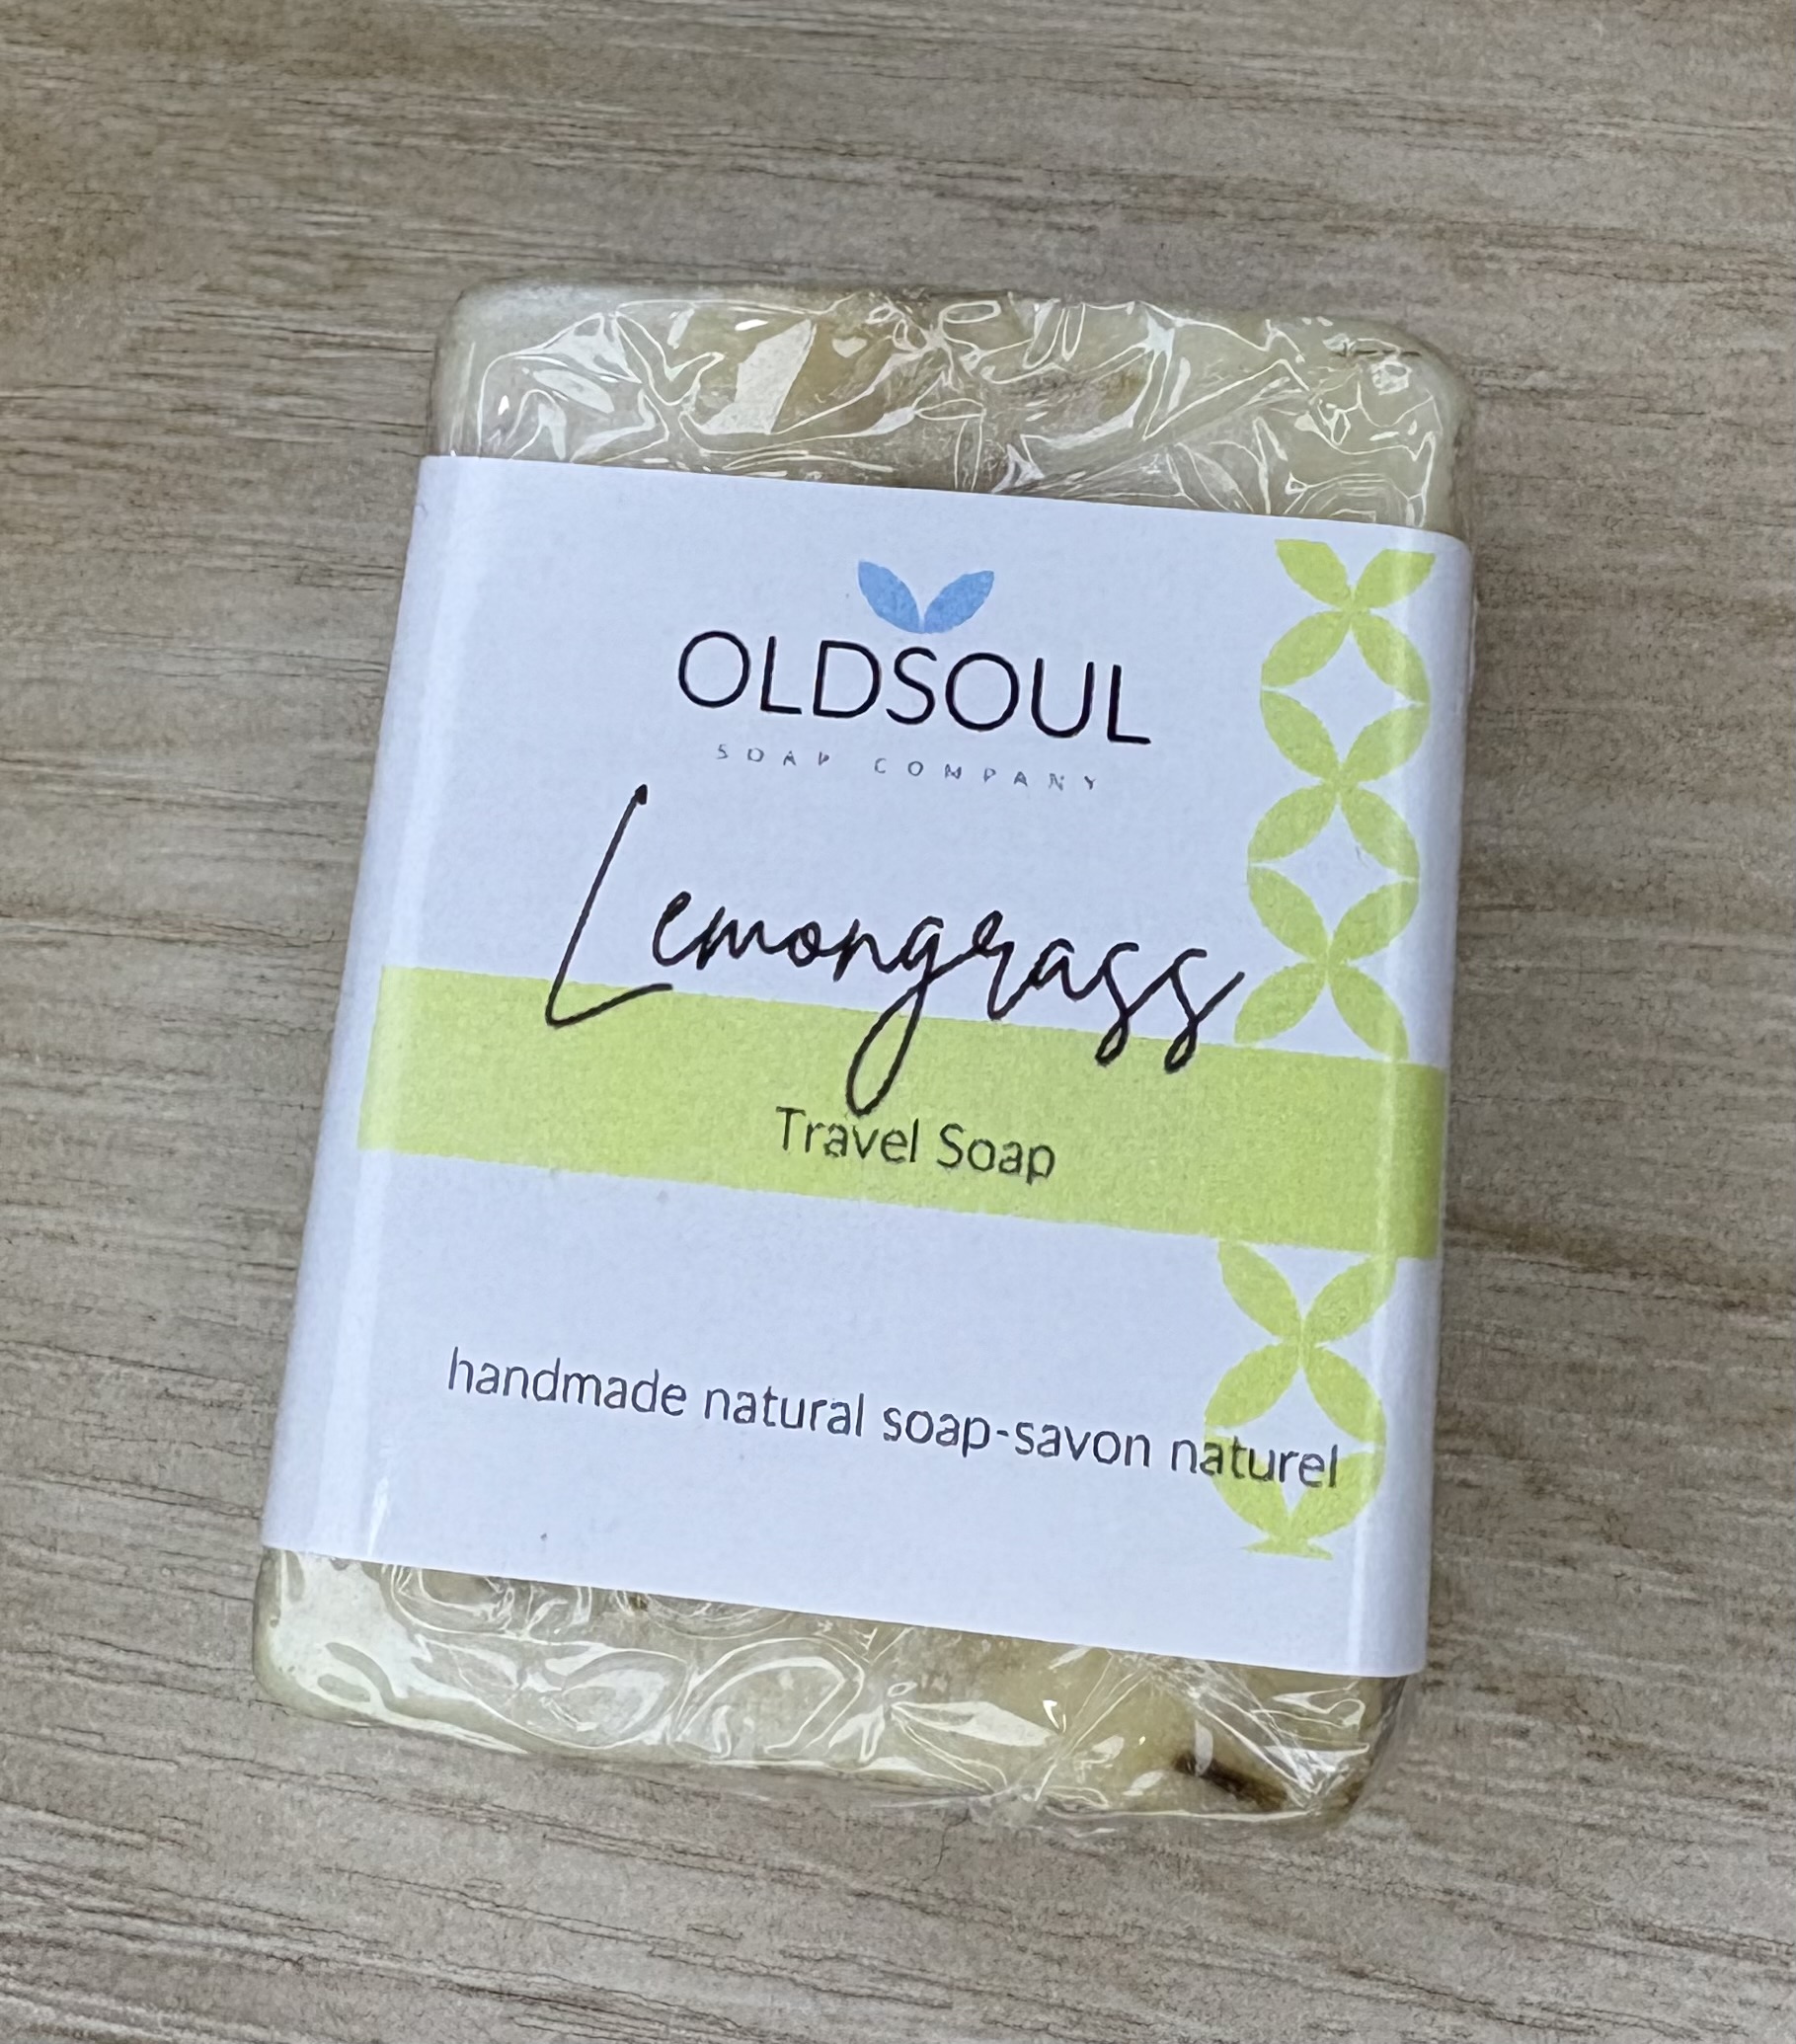 OLDSOUL
SOAP COMPANY
Lemongrass
Travel Soap
handmade natural soap-savon naturel